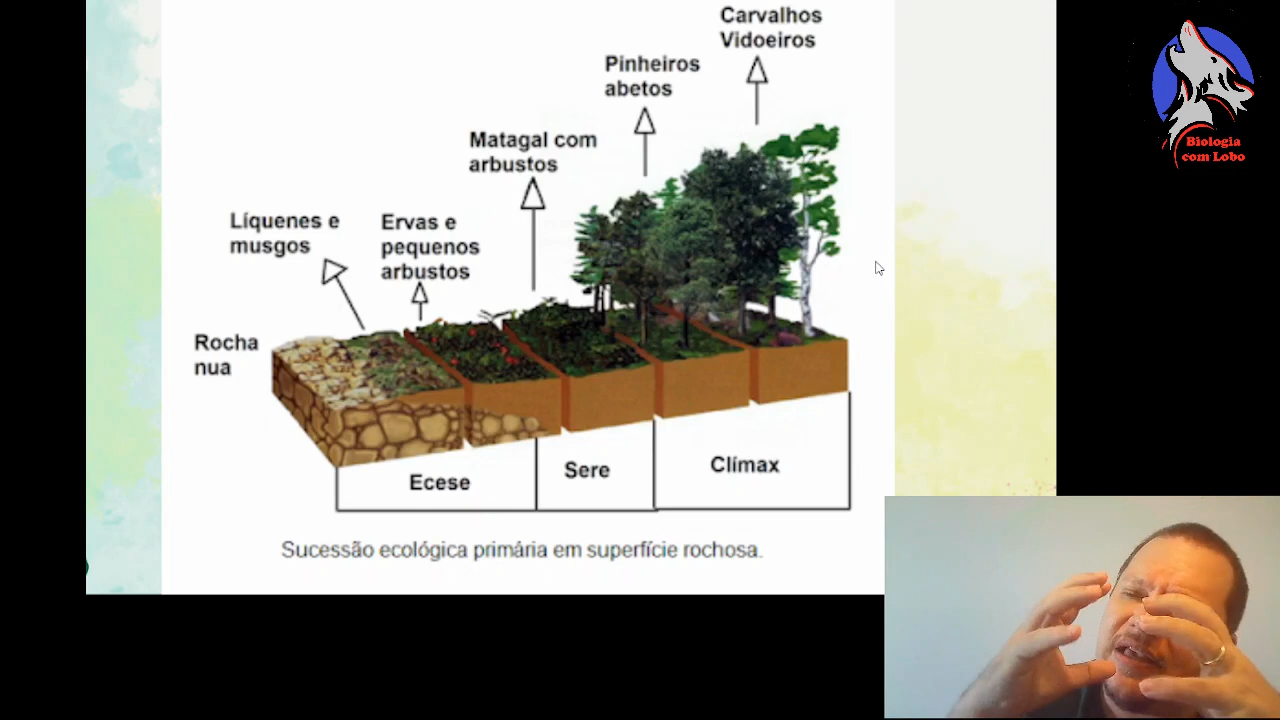 Carvalhos
Vidoeiros
Pinheiros
abetos
Matagal com
arbustos
Líquenes e
musgos
Ervas e
pequenos
arbustos
Rocha
nua
Ecese
Sere
Clímax
Sucessão ecológica primária em superfície rochosa.
Biologia
com Lobo